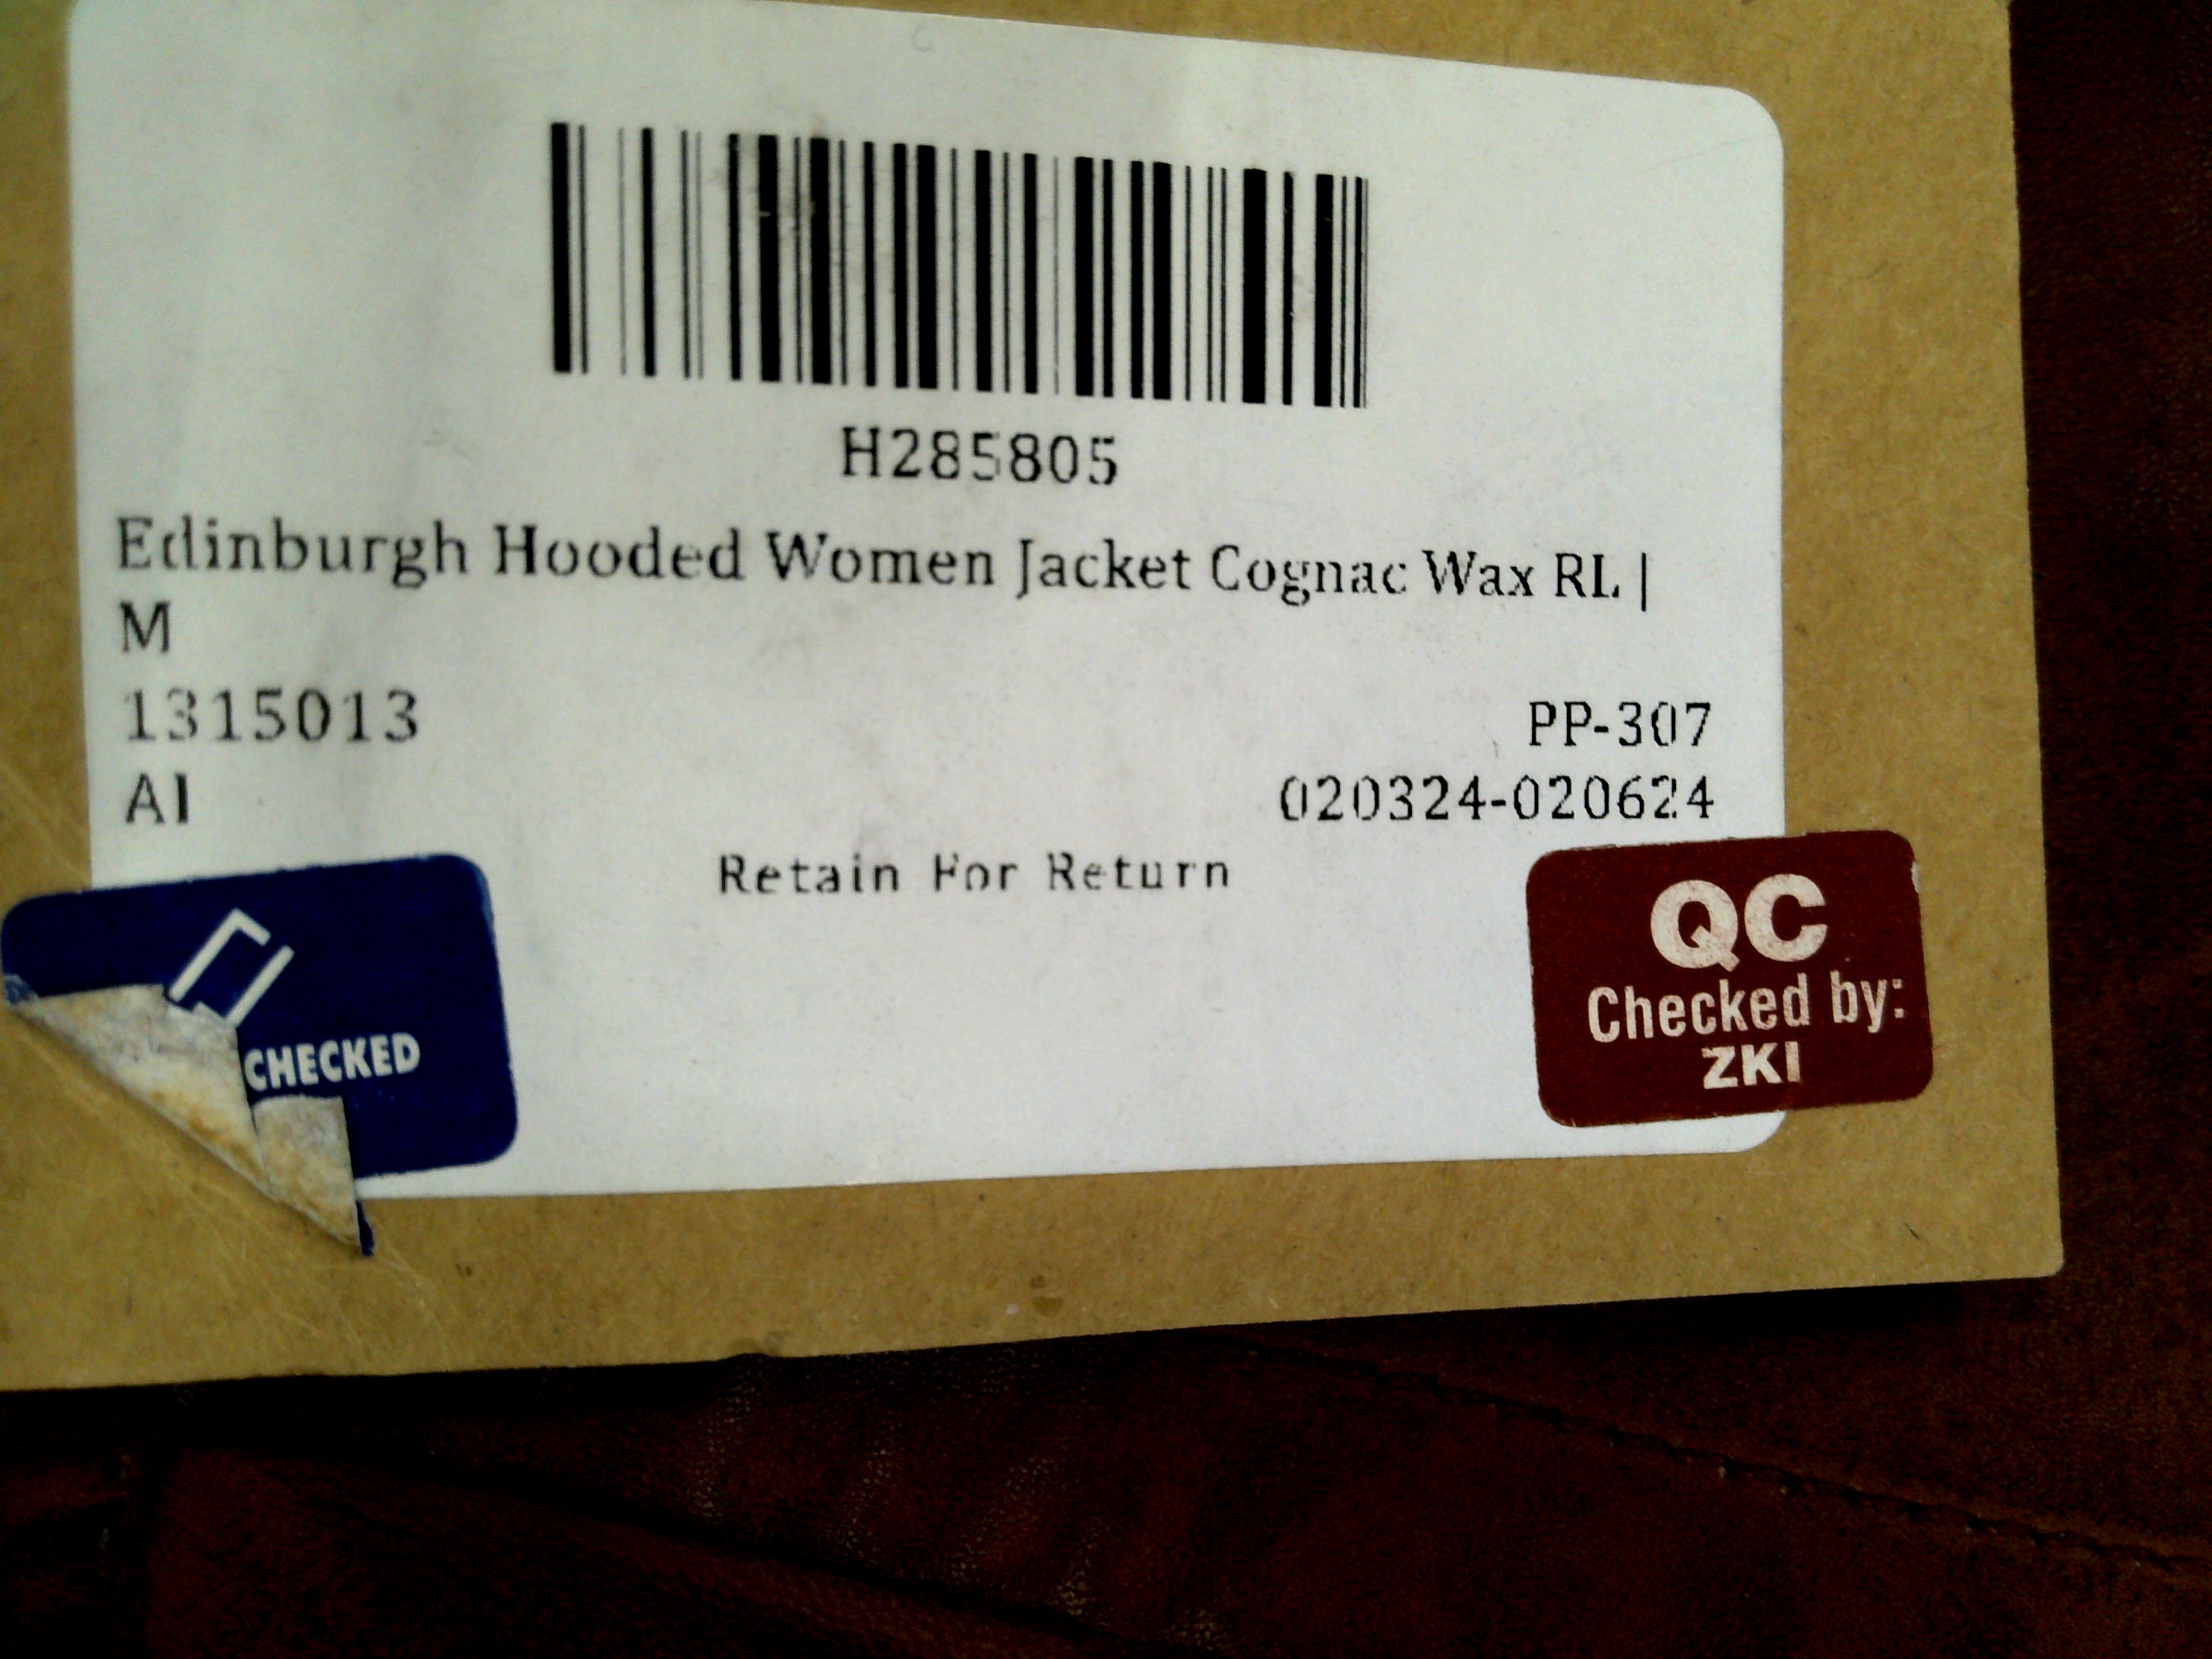 H285805
Edinburgh Hooded Women Jacket Cognac Wax RL |
M
1315013
PP-307
AI
020324-020624
Retain For Return
CHECKED
QC
Checked by:
ZKI